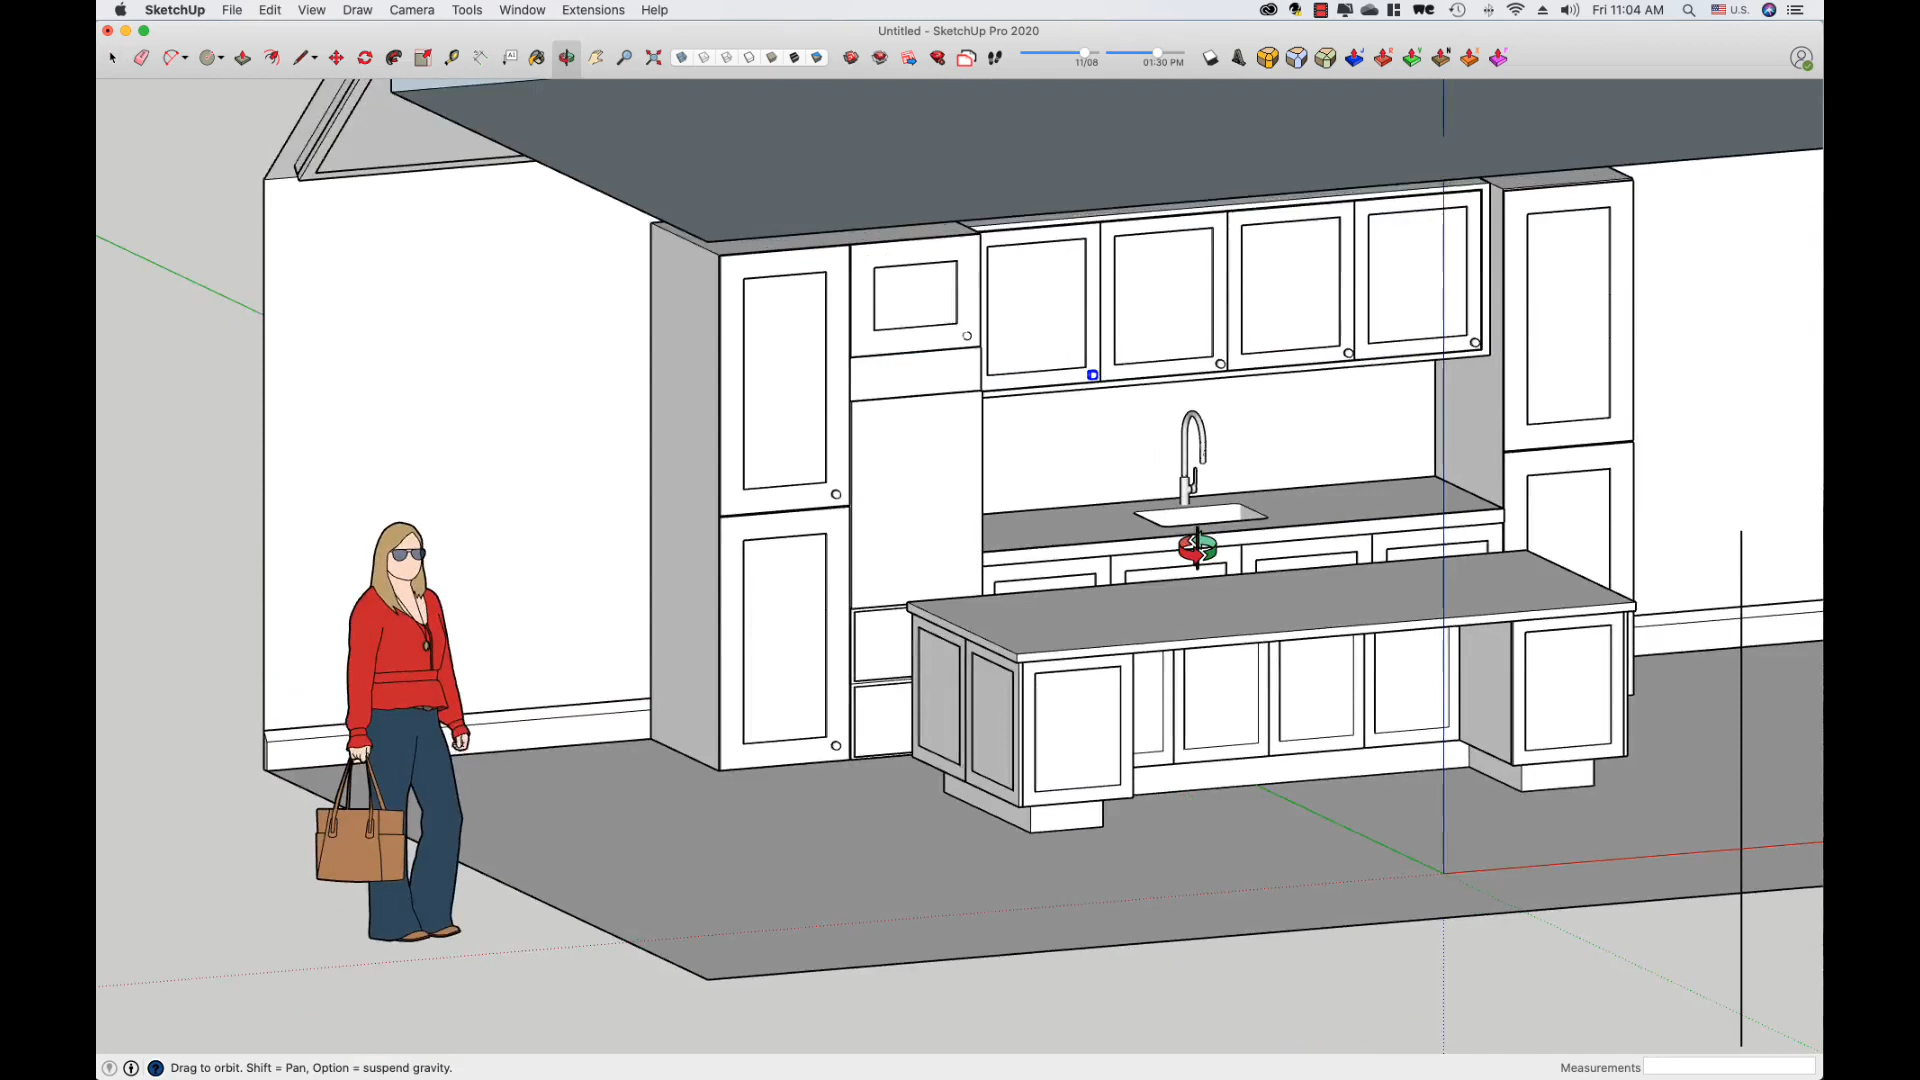 SketchUp File Edit View Draw Camera Tools Window Extensions Help U.S. Fri 11:04 AM
Untitled - SketchUp Pro 2020
11/08 01:30 PM
Drag to orbit. Shift = Pan, Option = suspend gravity. Measurements